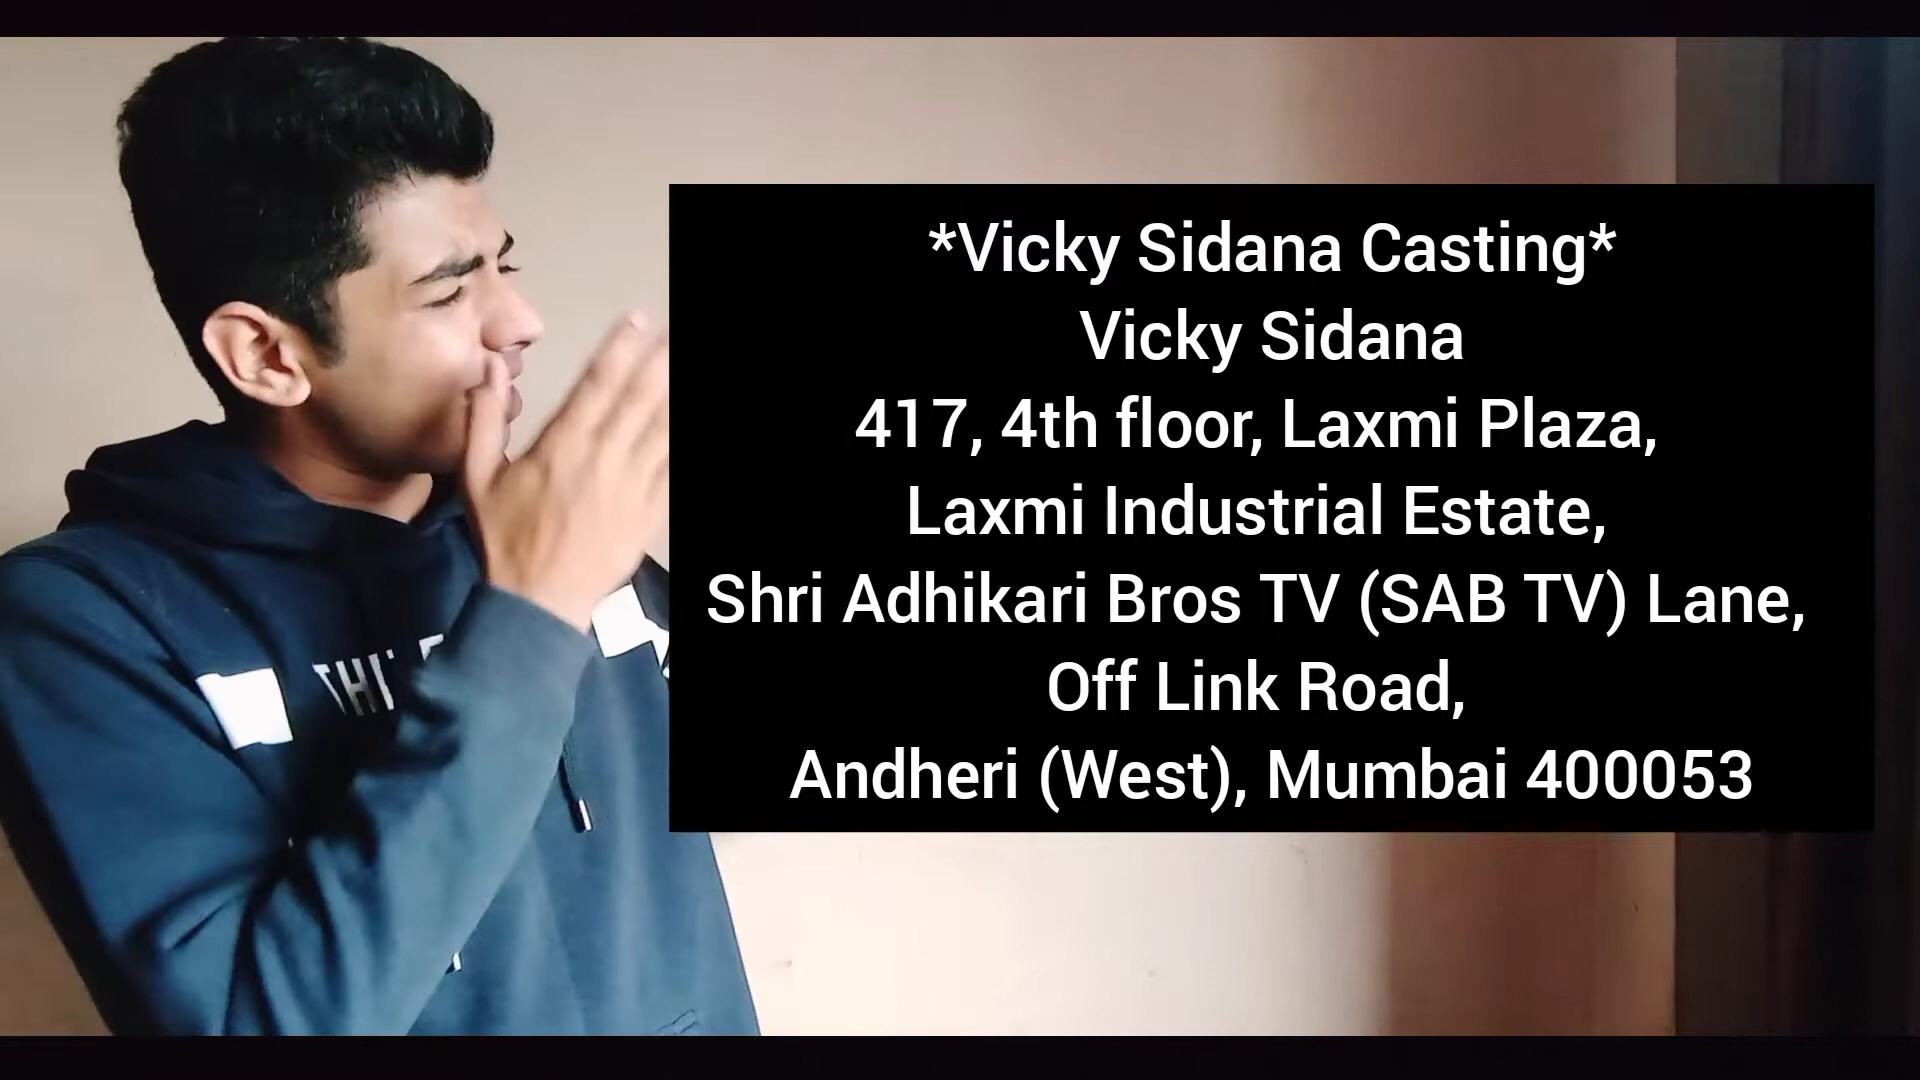 *Vicky Sidana Casting*
Vicky Sidana
417, 4th floor, Laxmi Plaza,
Laxmi Industrial Estate,
Shri Adhikari Bros TV (SAB TV) Lane,
Off Link Road,
Andheri (West), Mumbai 400053